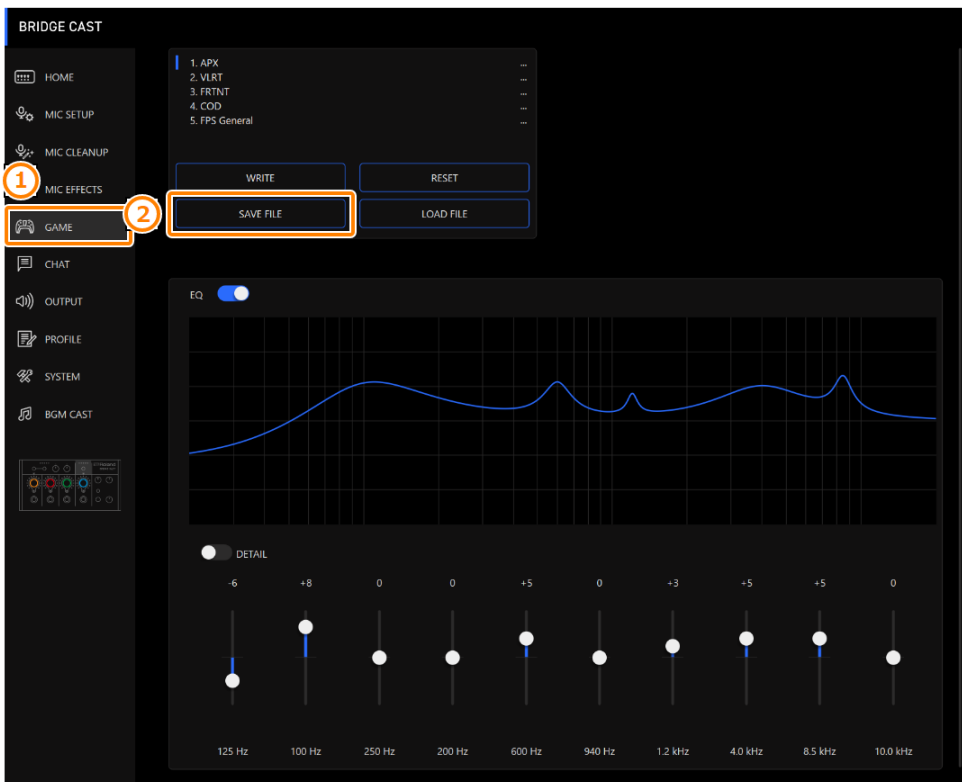 BRIDGE CAST
HOME
MIC SETUP
MIC CLEANUP
1
MIC EFFECTS
2
GAME
CHAT
OUTPUT
PROFILE
SYSTEM
BGM CAST
1. APX ...
2. VLRT ...
3. FRTNT ...
4. COD ...
5. FPS General ...
WRITE RESET
SAVE FILE LOAD FILE
EQ
DETAIL
-6 +8 0 0 +5 0 +3 +5 +5 0
125 Hz 100 Hz 250 Hz 200 Hz 600 Hz 940 Hz 1.2 kHz 4.0 kHz 8.5 kHz 10.0 kHz